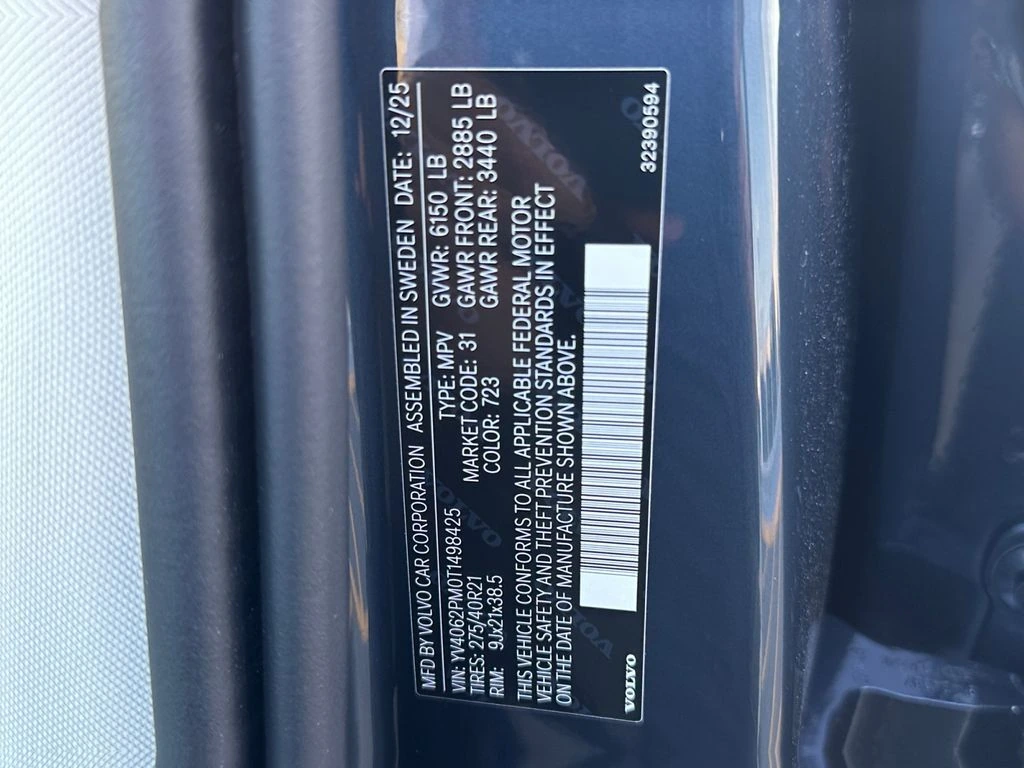 MFD BY VOLVO CAR CORPORATION ASSEMBLED IN SWEDEN DATE: 12/25
VIN: YV4062PM0T1498425 TYPE: MPV GVWR: 6150 LB
TIRES: 275/40R21 MARKET CODE: 31 GAWR FRONT: 2885 LB
RIM: 9Jx21x38.5 COLOR: 723 GAWR REAR: 3440 LB
THIS VEHICLE CONFORMS TO ALL APPLICABLE FEDERAL MOTOR
VEHICLE SAFETY AND THEFT PREVENTION STANDARDS IN EFFECT
ON THE DATE OF MANUFACTURE SHOWN ABOVE.
VOLVO 32390594